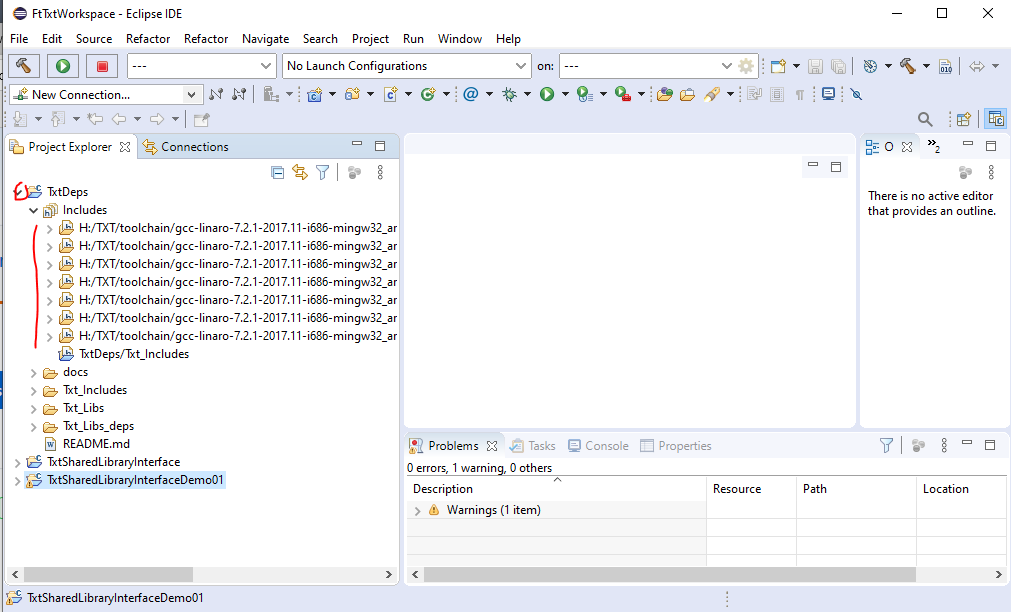 FtTxtWorkspace - Eclipse IDE
File Edit Source Refactor Refactor Navigate Search Project Run Window Help
--- No Launch Configurations on: ---
New Connection...
Project Explorer Connections
O 2
TxtDeps
Includes
H:/TXT/toolchain/gcc-linaro-7.2.1-2017.11-i686-mingw32_ar
H:/TXT/toolchain/gcc-linaro-7.2.1-2017.11-i686-mingw32_ar
H:/TXT/toolchain/gcc-linaro-7.2.1-2017.11-i686-mingw32_ar
H:/TXT/toolchain/gcc-linaro-7.2.1-2017.11-i686-mingw32_ar
H:/TXT/toolchain/gcc-linaro-7.2.1-2017.11-i686-mingw32_ar
H:/TXT/toolchain/gcc-linaro-7.2.1-2017.11-i686-mingw32_ar
H:/TXT/toolchain/gcc-linaro-7.2.1-2017.11-i686-mingw32_ar
TxtDeps/Txt_Includes
docs
Txt_Includes
Txt_Libs
Txt_Libs_deps
README.md
TxtSharedLibraryInterface
TxtSharedLibraryInterfaceDemo01
There is no active editor
that provides an outline.
Problems Tasks Console Properties
0 errors, 1 warning, 0 others
Description Resource Path Location
Warnings (1 item)
TxtSharedLibraryInterfaceDemo01